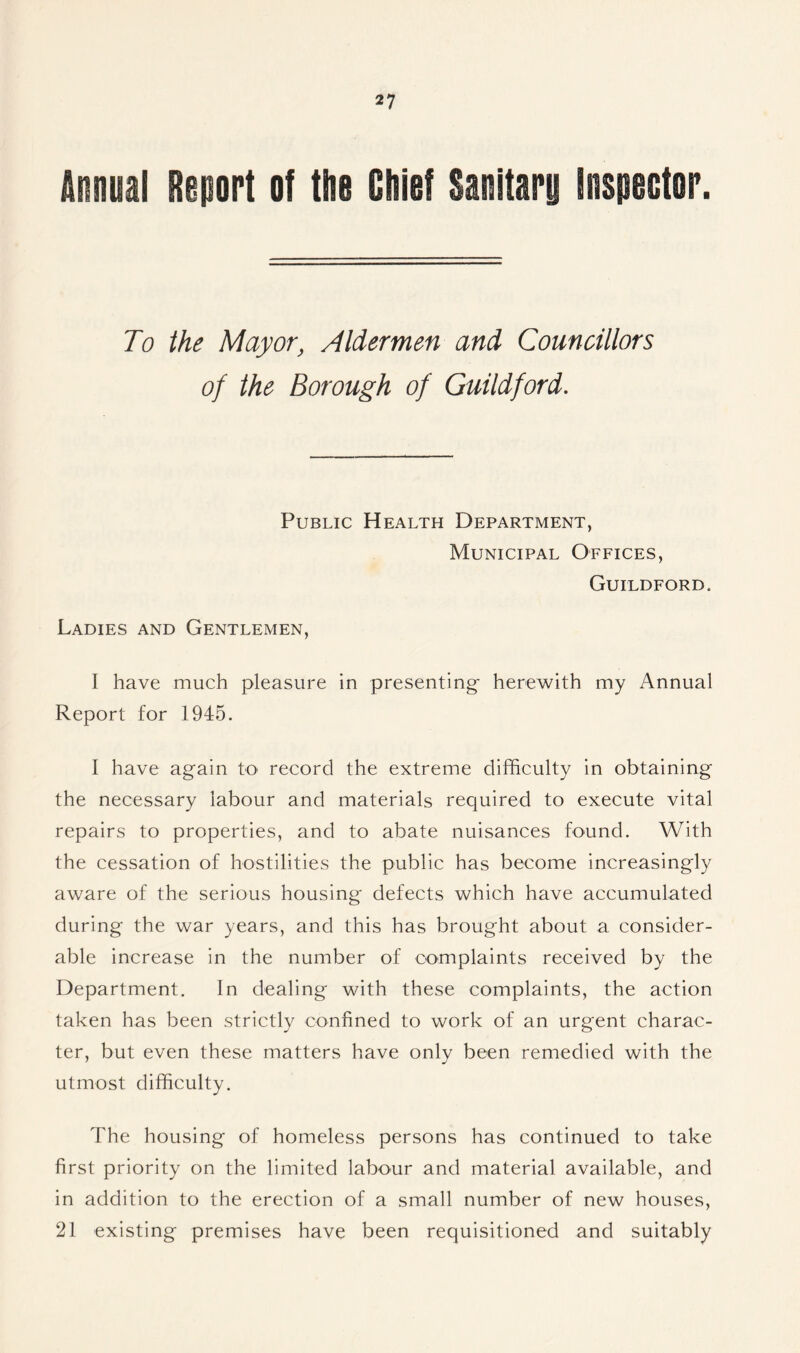 27
Annual Report of the Chief Sanitary Inspector.
To the Mayor, Aldermen and Councillors
of the Borough of Guildford.
Public Health Department,
Municipal Offices,
Guildford.
Ladies and Gentlemen,
I have much pleasure in presenting herewith my Annual
Report for 1945.
I have again to record the extreme difficulty in obtaining
the necessary labour and materials required to execute vital
repairs to properties, and to abate nuisances found. With
the cessation of hostilities the public has become increasingly
aware of the serious housing defects which have accumulated
during the war years, and this has brought about a consider-
able increase in the number of complaints received by the
Department. In dealing with these complaints, the action
taken has been strictly confined to work of an urgent charac-
ter, but even these matters have only been remedied with the
utmost difficulty.
The housing of homeless persons has continued to take
first priority on the limited labour and material available, and
in addition to the erection of a small number of new houses,
21 existing premises have been requisitioned and suitably